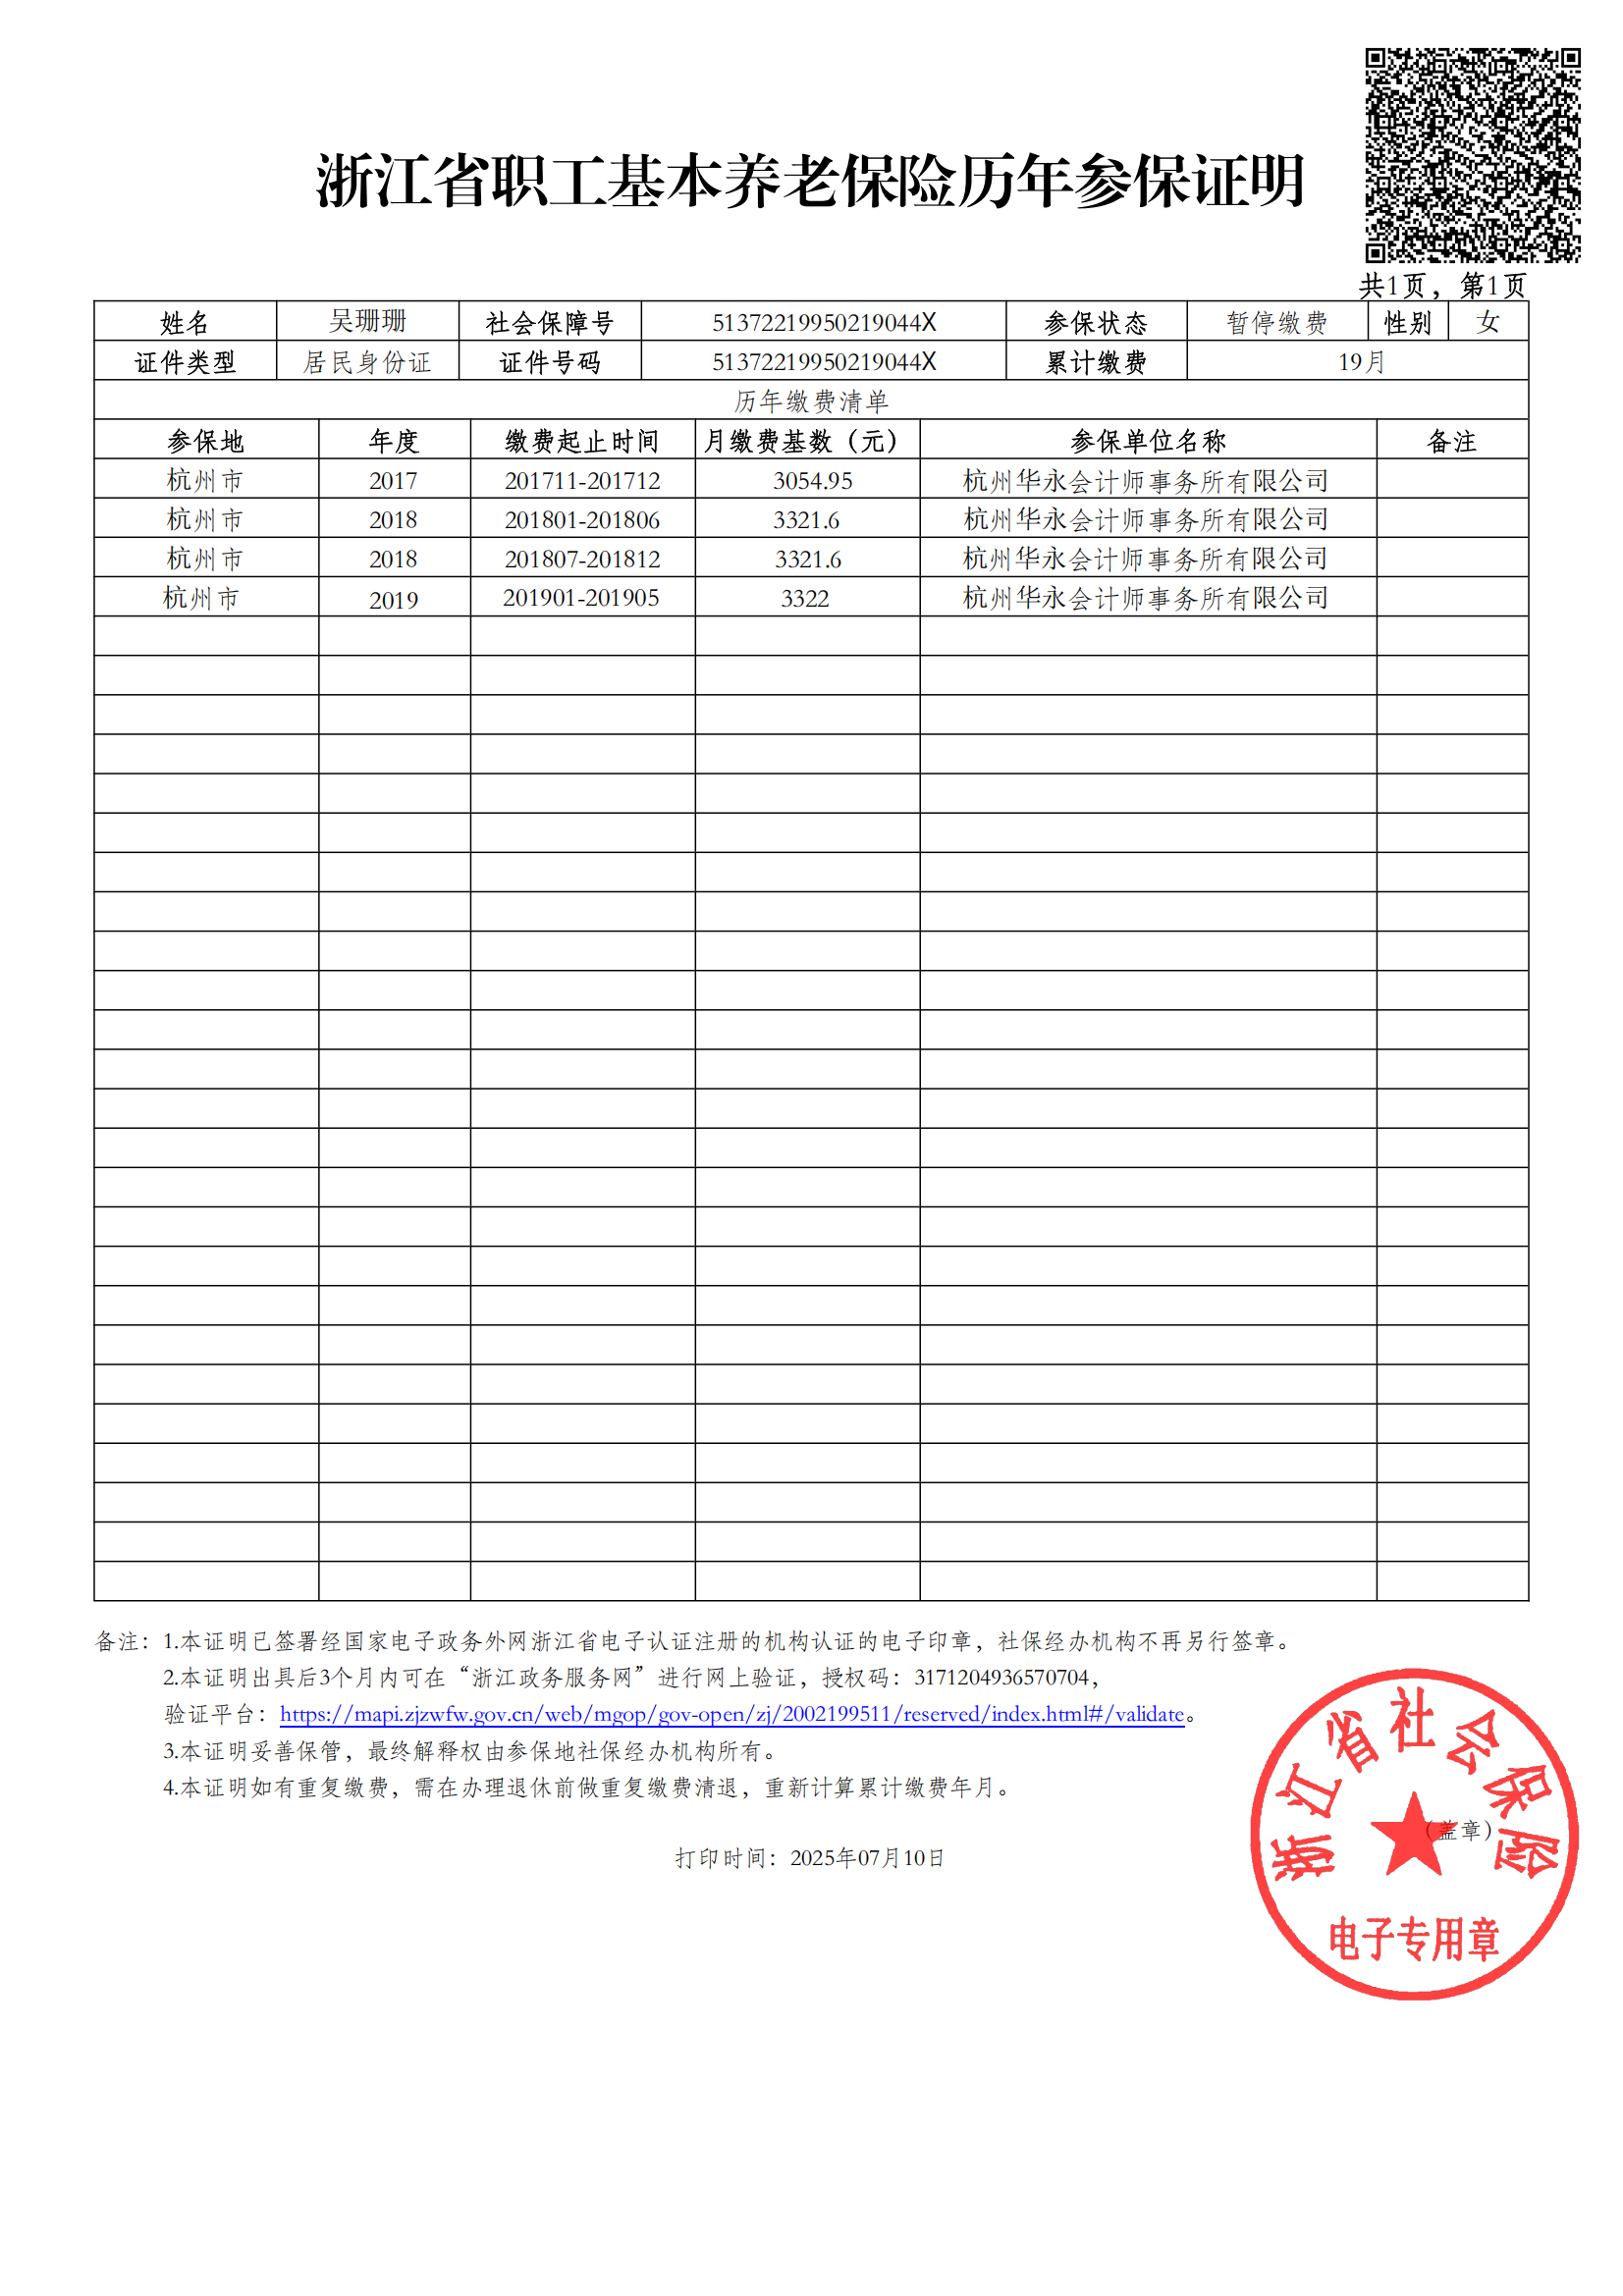 浙江省职工基本养老保险历年参保证明
共1页，第1页
姓名 吴珊珊 社会保障号 51372219950219044X 参保状态 暂停缴费 性别 女
证件类型 居民身份证 证件号码 51372219950219044X 累计缴费 19月
历年缴费清单
参保地 年度 缴费起止时间 月缴费基数（元） 参保单位名称 备注
杭州市 2017 201711-201712 3054.95 杭州华永会计师事务所有限公司
杭州市 2018 201801-201806 3321.6 杭州华永会计师事务所有限公司
杭州市 2018 201807-201812 3321.6 杭州华永会计师事务所有限公司
杭州市 2019 201901-201905 3322 杭州华永会计师事务所有限公司
备注：1.本证明已签署经国家电子政务外网浙江省电子认证注册的机构认证的电子印章，社保经办机构不再另行签章。
2.本证明出具后3个月内可在“浙江政务服务网”进行网上验证，授权码：3171204936570704，
验证平台：https://mapi.zjzwfw.gov.cn/web/mgop/gov-open/zj/2002199511/reserved/index.html#/validate。
3.本证明妥善保管，最终解释权由参保地社保经办机构所有。
4.本证明如有重复缴费，需在办理退休前做重复缴费清退，重新计算累计缴费年月。
（盖章）
打印时间：2025年07月10日
浙江省社会保险
电子专用章